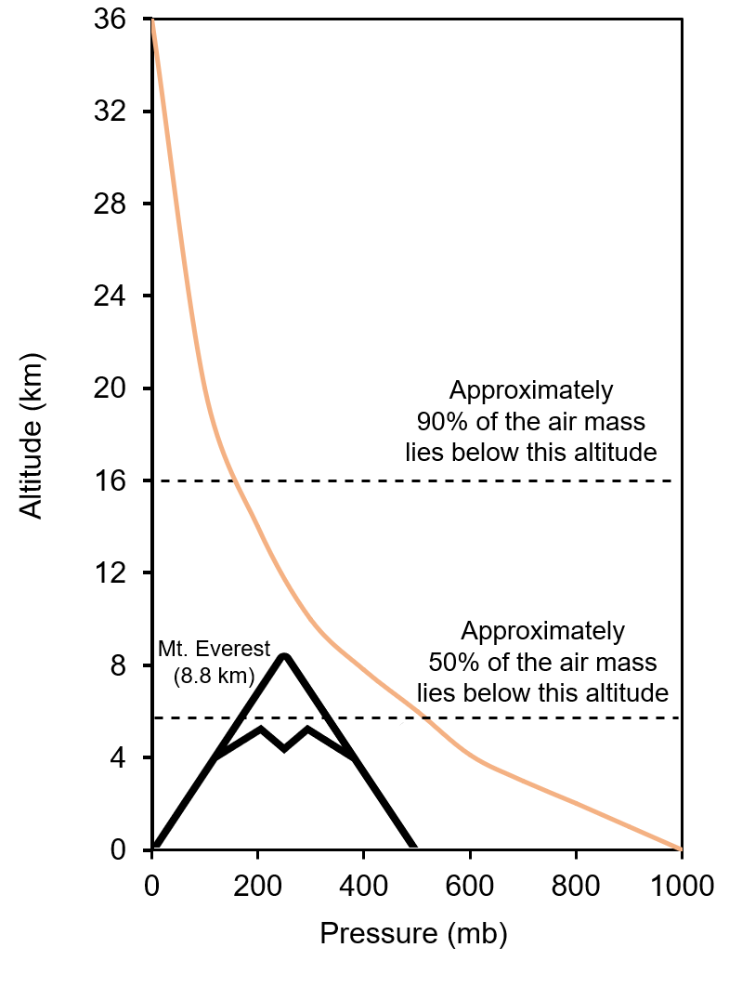 36
32
28
24
20
16
12
8
4
0
Altitude (km)
Approximately
90% of the air mass
lies below this altitude
Approximately
50% of the air mass
lies below this altitude
Mt. Everest
(8.8 km)
0 200 400 600 800 1000
Pressure (mb)